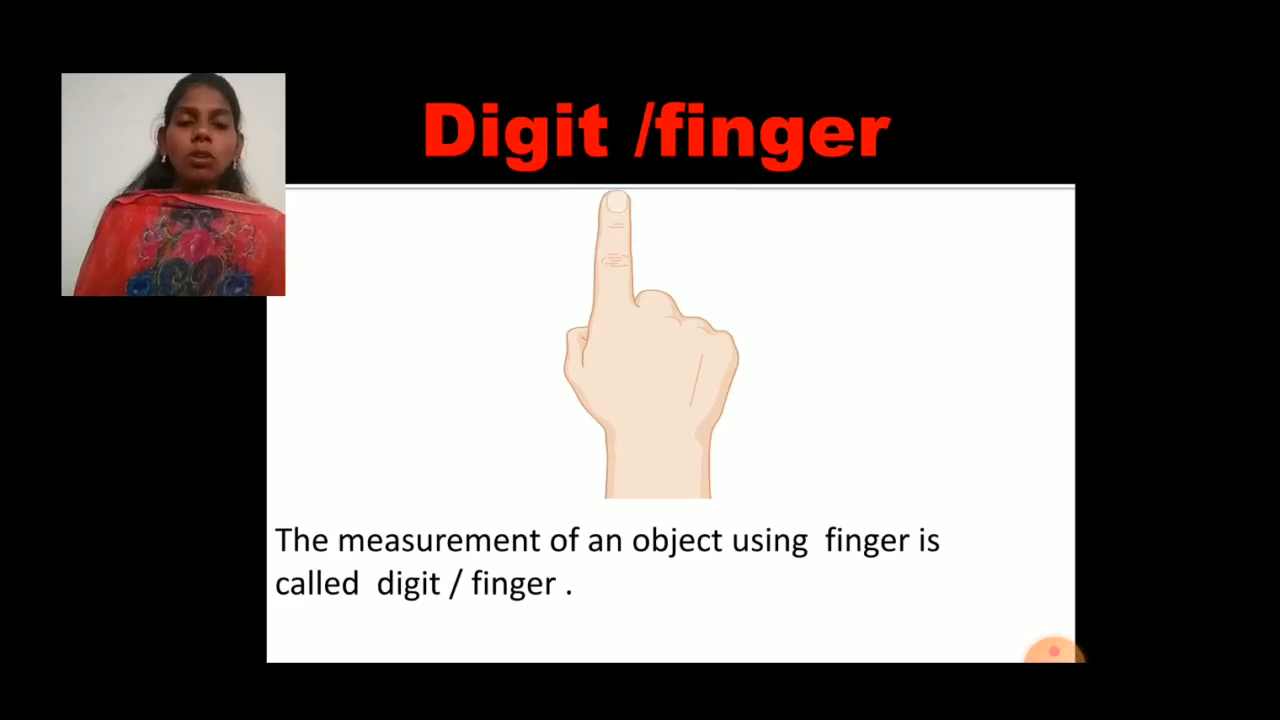 Digit /finger
The measurement of an object using finger is
called digit / finger .